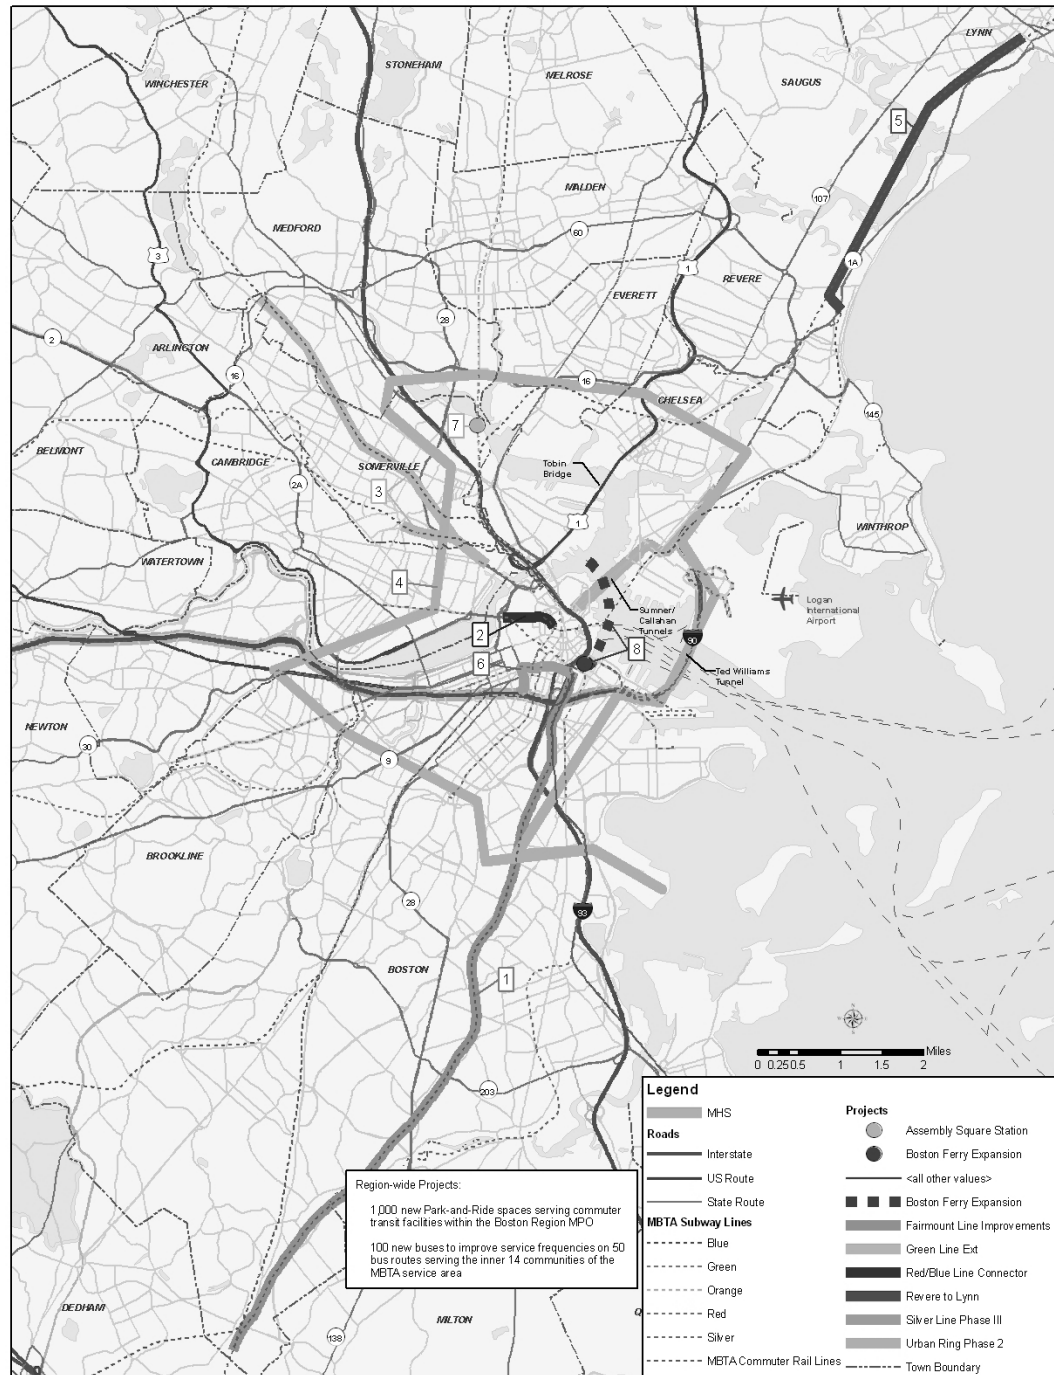 LYNN
STONEHAM
MELROSE
SAUGUS
WINCHESTER
5
MALDEN
107
MEDFORD
60
3
1A
1
REVERE
EVERETT
28
2
ARLINGTON
16
16
CHELSEA
145
7
BELMONT
CAMBRIDGE
SOMERVILLE
Tobin
Bridge
2A
3
1
WINTHROP
WATERTOWN
4
Logan
International
Airport
Sumner/
Callahan
Tunnels
2
8
90
6
Ted Williams
Tunnel
NEWTON
30
9
BROOKLINE
28
93
BOSTON
1
Miles
0 0.25 0.5 1 1.5 2
203
Region-wide Projects:
1,000 new Park-and-Ride spaces serving commuter
transit facilities within the Boston Region MPO
100 new buses to improve service frequencies on 50
bus routes serving the inner 14 communities of the
MBTA service area
DEDHAM
MILTON
Q
138
Legend
MHS
Roads
Interstate
US Route
State Route
MBTA Subway Lines
Blue
Green
Orange
Red
Silver
MBTA Commuter Rail Lines
Projects
Assembly Square Station
Boston Ferry Expansion
<all other values>
Boston Ferry Expansion
Fairmount Line Improvements
Green Line Ext
Red/Blue Line Connector
Revere to Lynn
Silver Line Phase III
Urban Ring Phase 2
Town Boundary